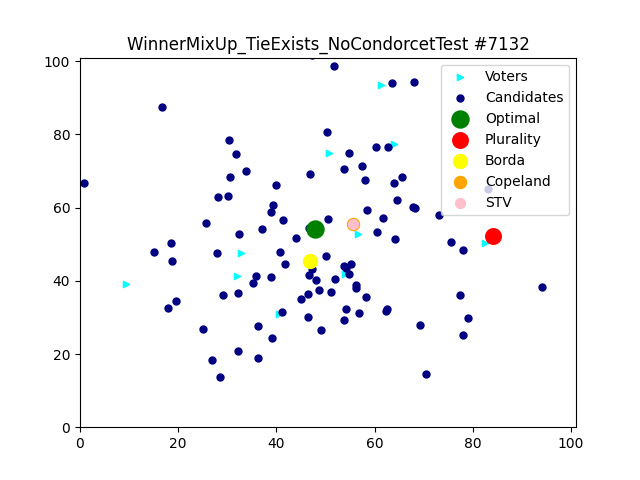 WinnerMixUp_TieExists_NoCondorcetTest #7132
100
80
60
40
20
0
0 20 40 60 80 100
Voters
Candidates
Optimal
Plurality
Borda
Copeland
STV